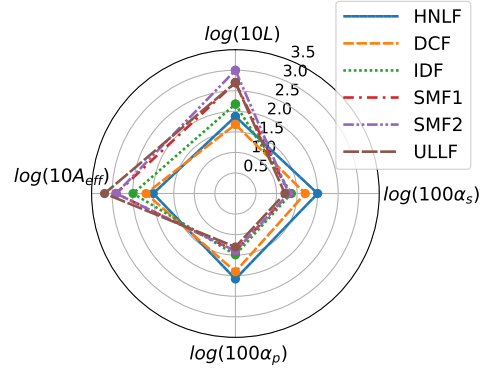 log(10L)
3.5
3.0
2.5
2.0
1.5
1.0
0.5
log(10A_eff)
log(100α_s)
log(100α_p)
HNLF
DCF
IDF
SMF1
SMF2
ULLF